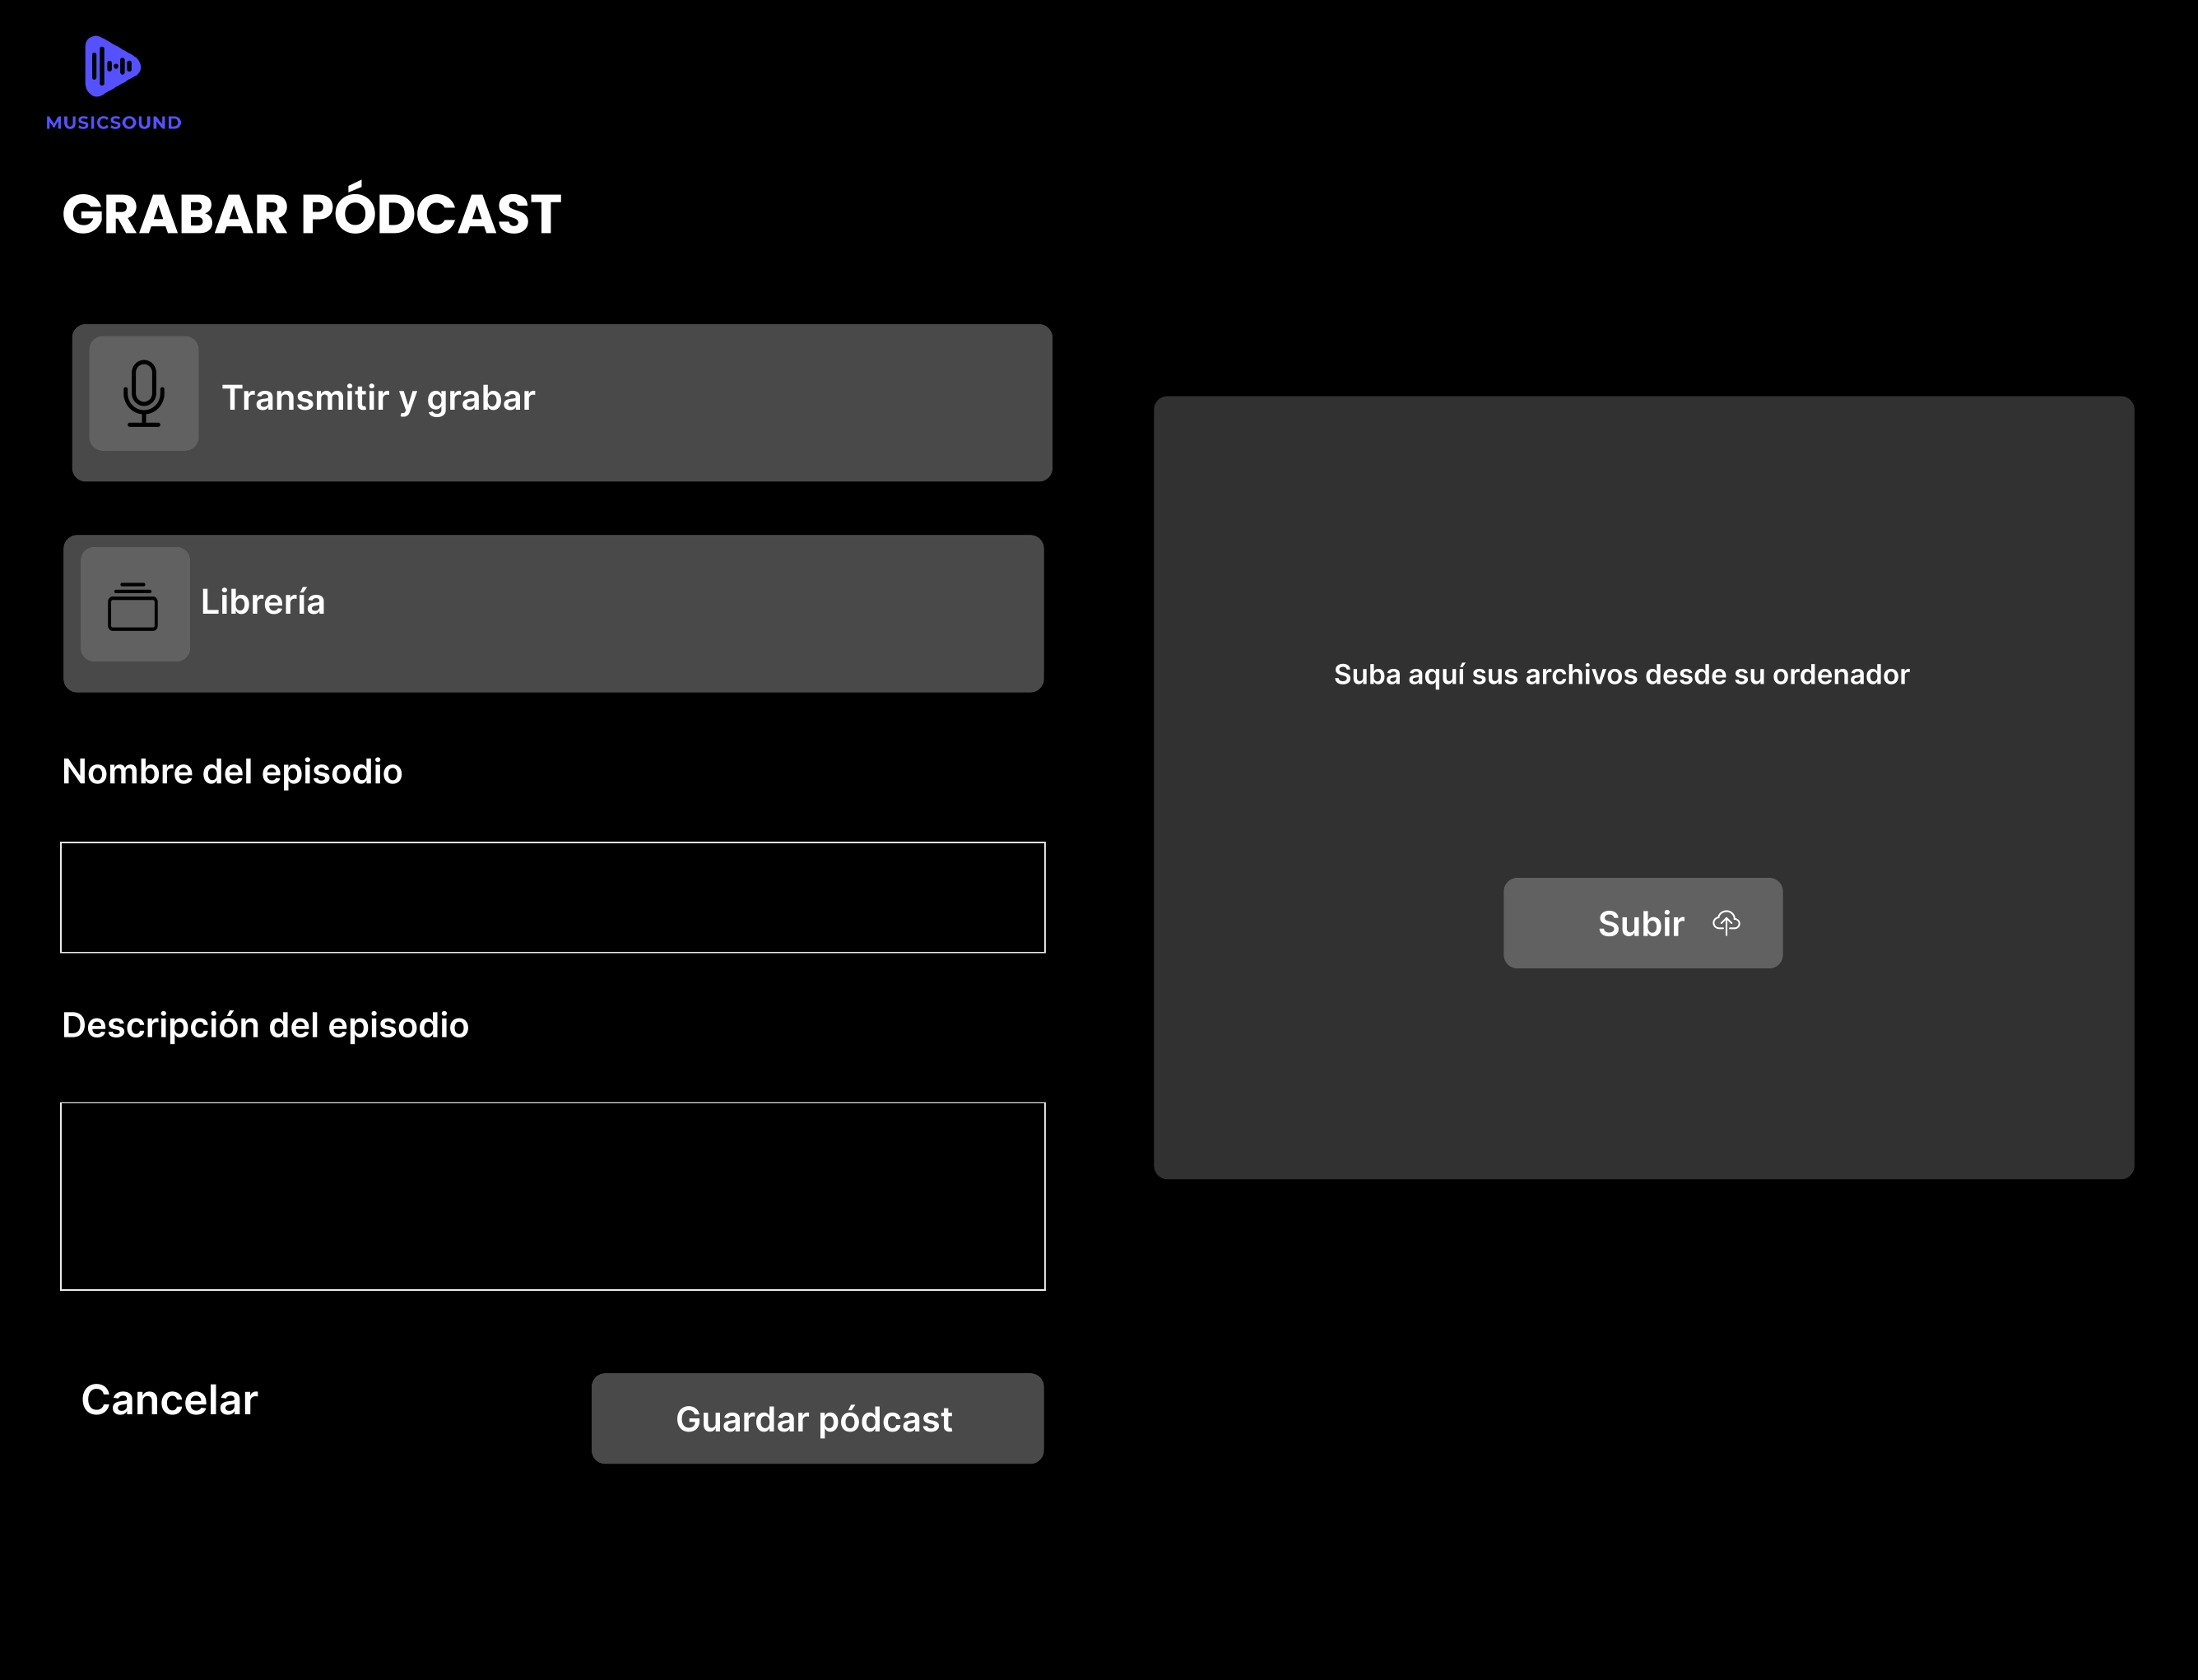 MUSICSOUND
GRABAR PÓDCAST
Transmitir y grabar
Librería
Suba aquí sus archivos desde su ordenador
Nombre del episodio
Subir
Descripción del episodio
Cancelar
Guardar pódcast